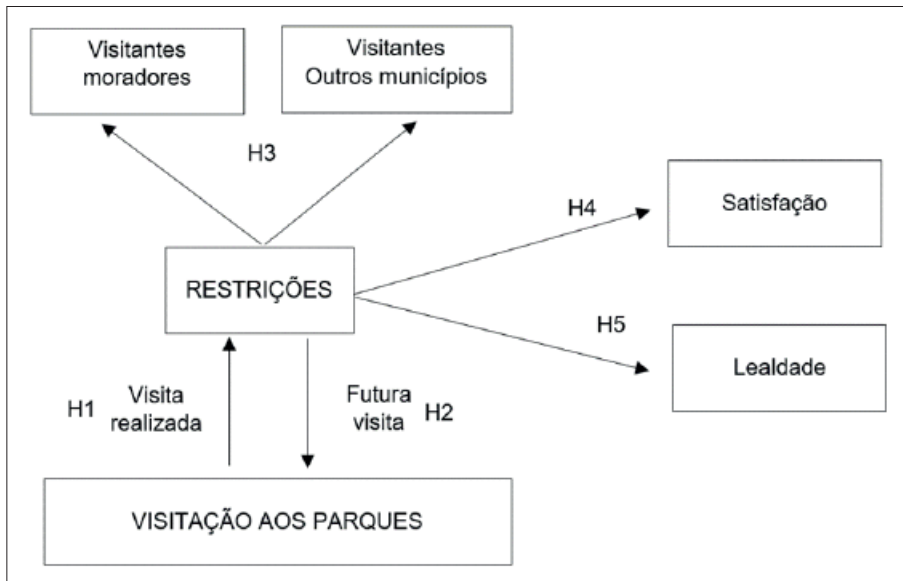 Visitantes
moradores
Visitantes
Outros municípios
H3
H4
Satisfação
RESTRIÇÕES
H5
Lealdade
H1
Visita
realizada
Futura
visita
H2
VISITAÇÃO AOS PARQUES